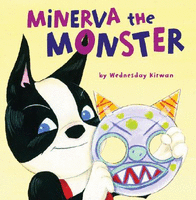 MiNERVA tHE
MONSTER
by Wednesday Kirwan